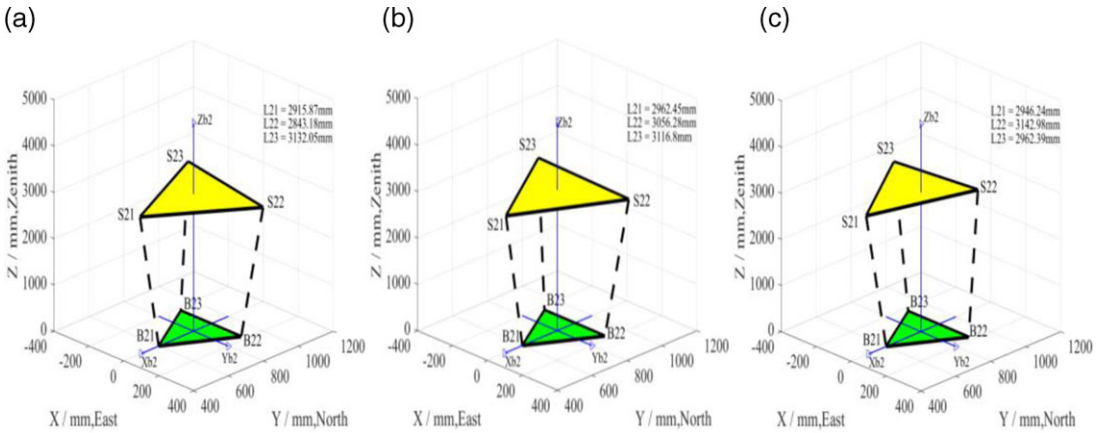 (a)
L21 = 2915.87mm
L22 = 2843.18mm
L23 = 3132.05mm
Zb2
S23
S21
S22
B23
B21
B22
Xb2
Yb2
5000
4000
3000
2000
1000
0
Z / mm,Zenith
-400
-200
0
200
400
X / mm,East
400
600
800
1000
1200
Y / mm,North
(b)
L21 = 2962.45mm
L22 = 3056.28mm
L23 = 3116.8mm
Zb2
S23
S21
S22
B23
B21
B22
Xb2
Yb2
5000
4000
3000
2000
1000
0
Z / mm,Zenith
-400
-200
0
200
400
X / mm,East
400
600
800
1000
1200
Y / mm,North
(c)
L21 = 2946.24mm
L22 = 3142.98mm
L23 = 2962.39mm
Zb2
S23
S21
S22
B23
B21
B22
Xb2
Yb2
5000
4000
3000
2000
1000
0
Z / mm,Zenith
-400
-200
0
200
400
X / mm,East
400
600
800
1000
1200
Y / mm,North